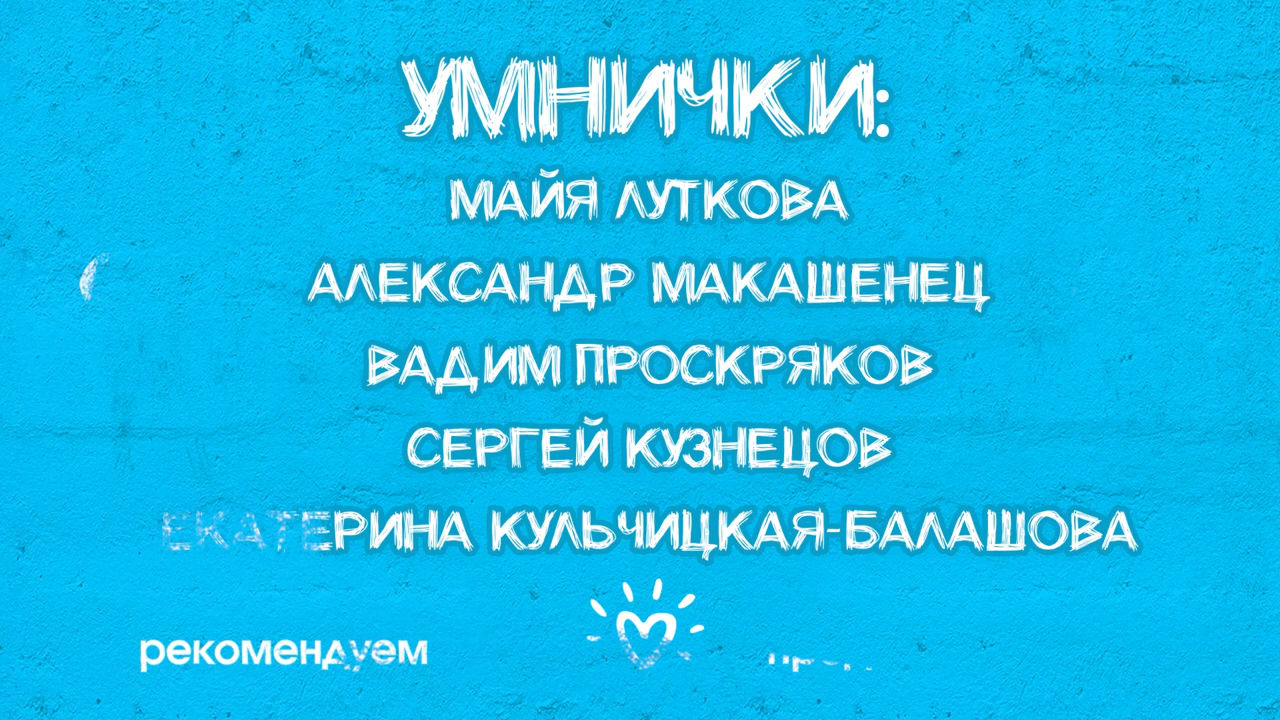 УМНИЧКИ:
МАЙЯ ЛУТКОВА
АЛЕКСАНДР МАКАШЕНЕЦ
ВАДИМ ПРОСКРЯКОВ
СЕРГЕЙ КУЗНЕЦОВ
ЕКАТЕРИНА КУЛЬЧИЦКАЯ-БАЛАШОВА
рекомендуем